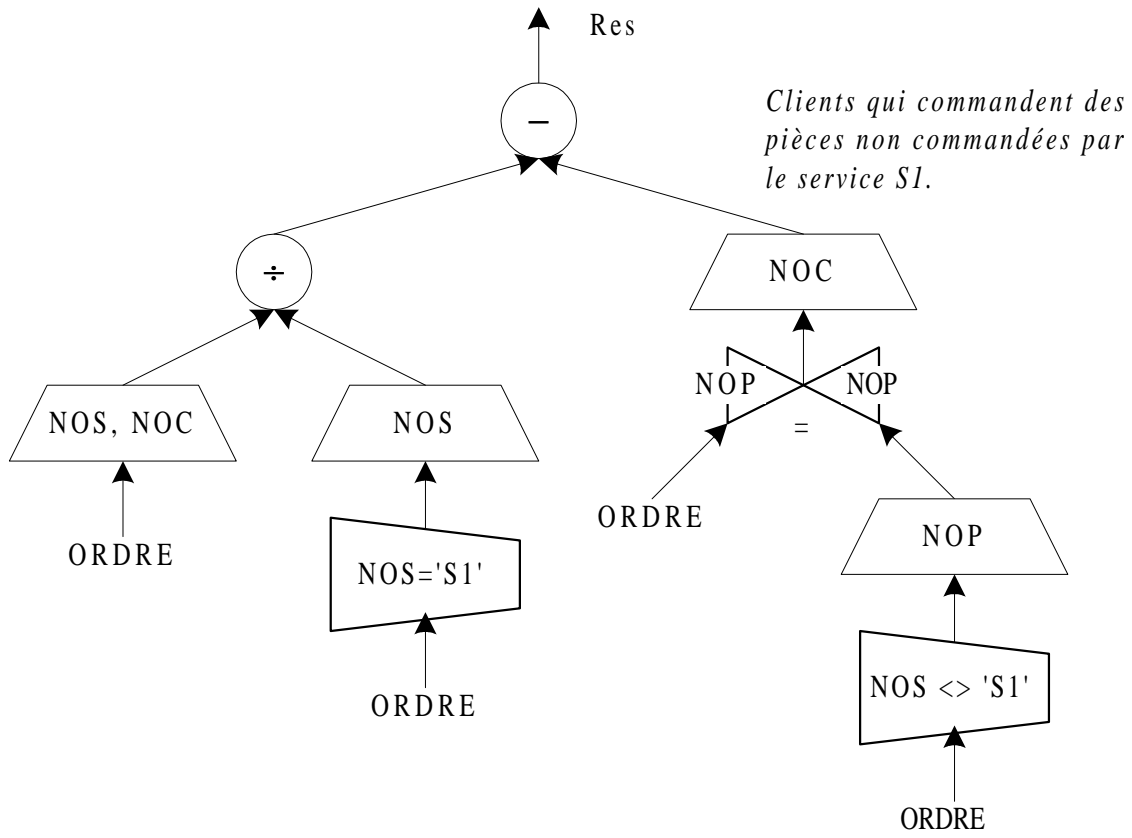 Res
Clients qui commandent des
pièces non commandées par
le service S1.
−
÷
NOC
NOP
NOP
=
NOS, NOC
NOS
ORDRE
NOP
ORDRE
NOS='S1'
NOS <> 'S1'
ORDRE
ORDRE